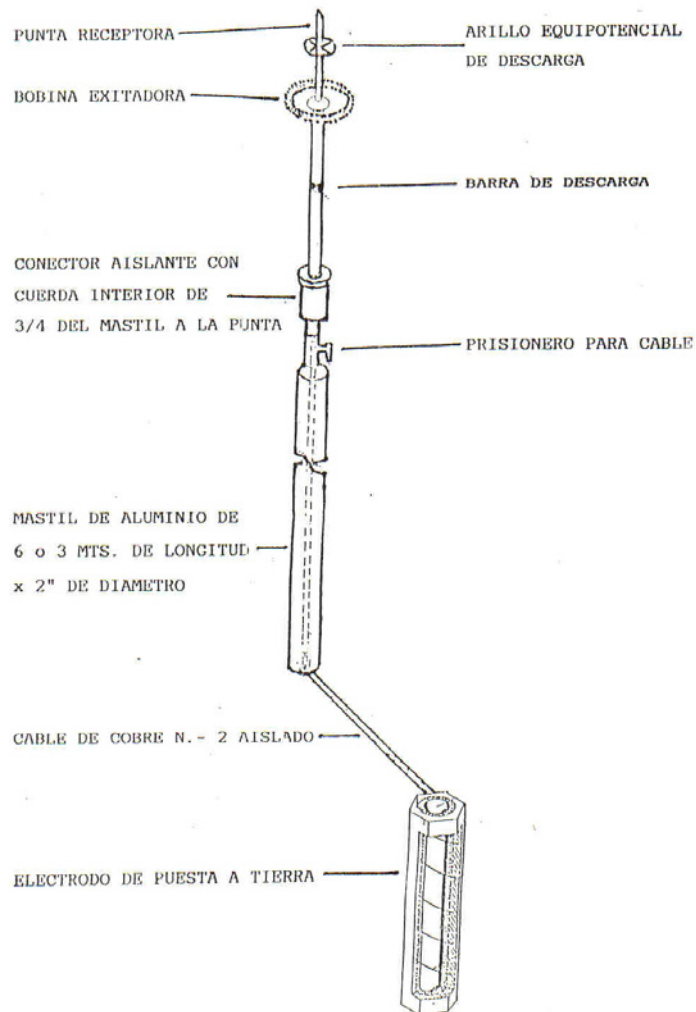 PUNTA RECEPTORA
ARILLO EQUIPOTENCIAL
DE DESCARGA
BOBINA EXITADORA
BARRA DE DESCARGA
CONECTOR AISLANTE CON
CUERDA INTERIOR DE
3/4 DEL MASTIL A LA PUNTA
PRISIONERO PARA CABLE
MASTIL DE ALUMINIO DE
6 o 3 MTS. DE LONGITUD
x 2" DE DIAMETRO
CABLE DE COBRE N.- 2 AISLADO
ELECTRODO DE PUESTA A TIERRA